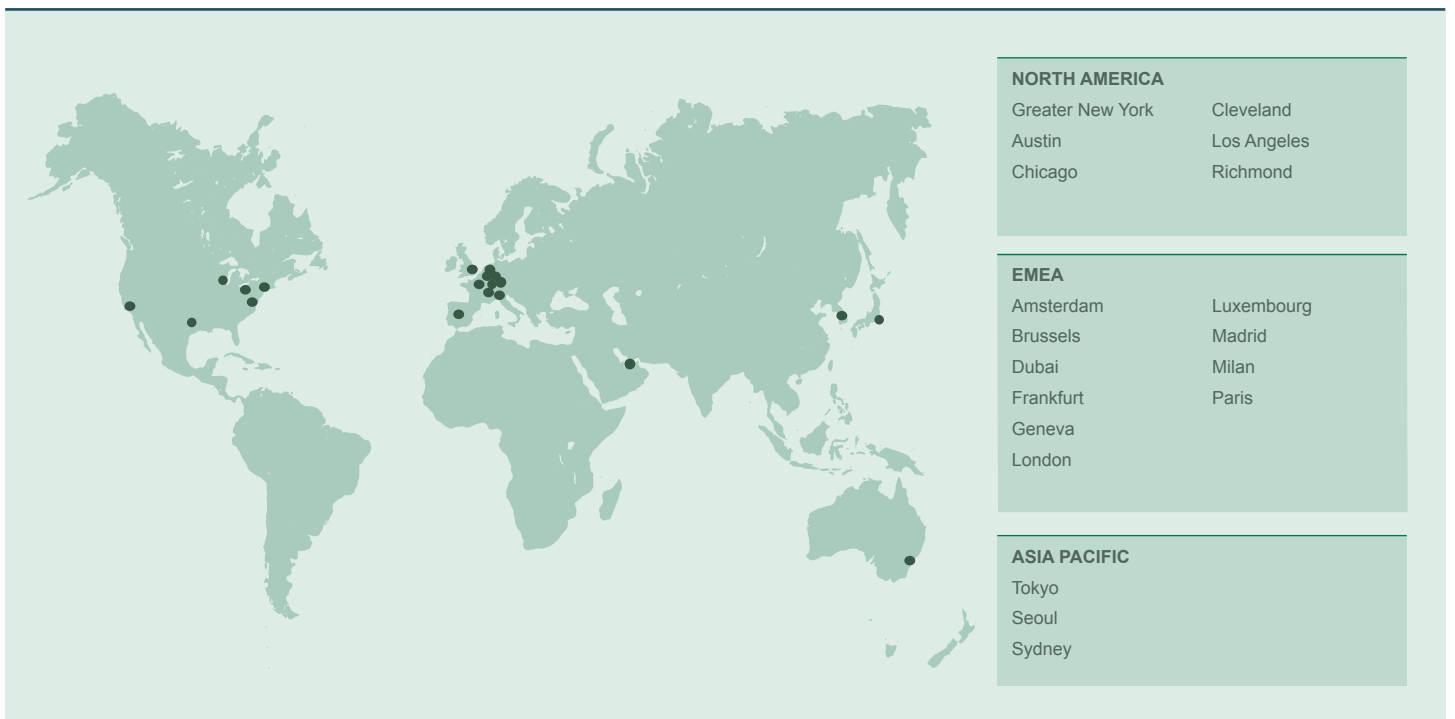 NORTH AMERICA
Greater New York
Austin
Chicago
Cleveland
Los Angeles
Richmond
EMEA
Amsterdam
Brussels
Dubai
Frankfurt
Geneva
London
Luxembourg
Madrid
Milan
Paris
ASIA PACIFIC
Tokyo
Seoul
Sydney